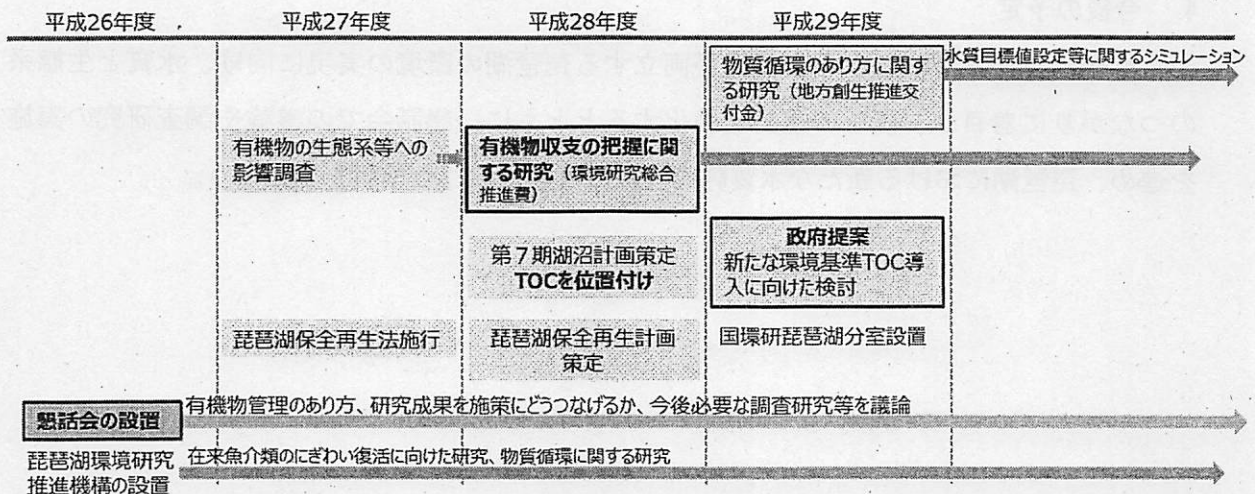 平成26年度
平成27年度
平成28年度
平成29年度
物質循環のあり方に関す
る研究（地方創生推進交
付金）
水質目標値設定等に関するシミュレーション
有機物の生態系等への
影響調査
有機物収支の把握に関
する研究（環境研究総合
推進費）
第７期湖沼計画策定
TOCを位置付け
政府提案
新たな環境基準TOC導
入に向けた検討
琵琶湖保全再生法施行
琵琶湖保全再生計画
策定
国環研琵琶湖分室設置
懇話会の設置
有機物管理のあり方、研究成果を施策にどうつなげるか、今後必要な調査研究等を議論
琵琶湖環境研究
推進機構の設置
在来魚介類のにぎわい復活に向けた研究、物質循環に関する研究